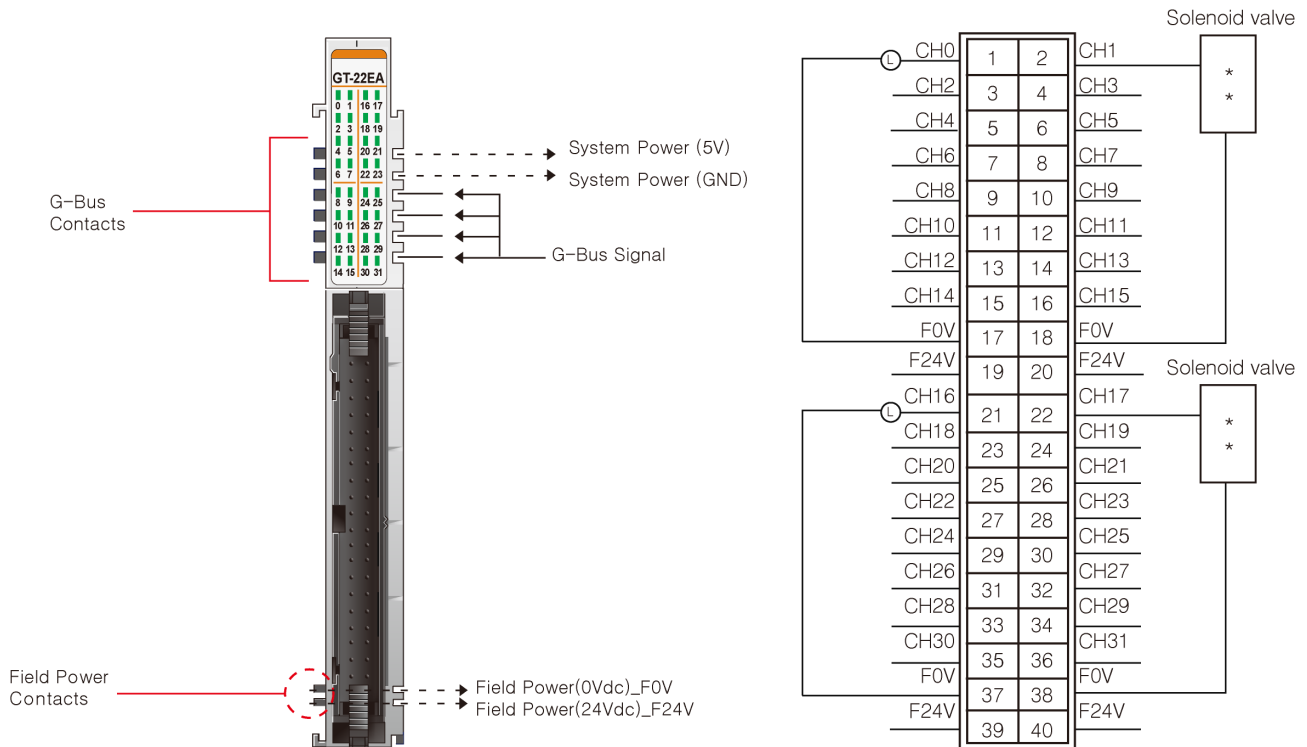 GT-22EA
0 1 16 17
2 3 18 19
4 5 20 21
6 7 22 23
8 9 24 25
10 11 26 27
12 13 28 29
14 15 30 31
G-Bus
Contacts
System Power (5V)
System Power (GND)
G-Bus Signal
Field Power
Contacts
Field Power(0Vdc)_F0V
Field Power(24Vdc)_F24V
Solenoid valve
*
*
L CH0 1 2 CH1
CH2 3 4 CH3
CH4 5 6 CH5
CH6 7 8 CH7
CH8 9 10 CH9
CH10 11 12 CH11
CH12 13 14 CH13
CH14 15 16 CH15
F0V 17 18 F0V
F24V 19 20 F24V
Solenoid valve
*
*
L CH16 21 22 CH17
CH18 23 24 CH19
CH20 25 26 CH21
CH22 27 28 CH23
CH24 29 30 CH25
CH26 31 32 CH27
CH28 33 34 CH29
CH30 35 36 CH31
F0V 37 38 F0V
F24V 39 40 F24V